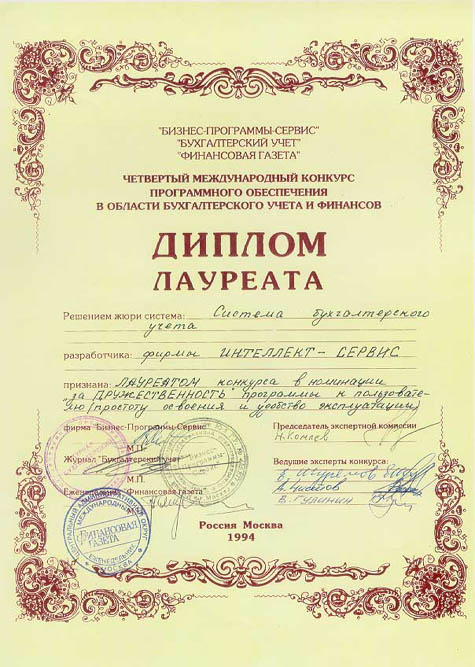 "БИЗНЕС-ПРОГРАММЫ-СЕРВИС"
"БУХГАЛТЕРСКИЙ УЧЕТ"
"ФИНАНСОВАЯ ГАЗЕТА"
ЧЕТВЕРТЫЙ МЕЖДУНАРОДНЫЙ КОНКУРС
ПРОГРАММНОГО ОБЕСПЕЧЕНИЯ
В ОБЛАСТИ БУХГАЛТЕРСКОГО УЧЕТА И ФИНАНСОВ
ДИПЛОМ
ЛАУРЕАТА
Решением жюри система: Система бухгалтерского
учета
разработчика: фирмы ИНТЕЛЛЕКТ-СЕРВИС
признана: ЛАУРЕАТОМ конкурса в номинации
"за ДРУЖЕСТВЕННОСТЬ" программы к пользовате-
лю (простоту освоения и удобство эксплуатации)
фирма "Бизнес-Программы-Сервис"
Председатель экспертной комиссии
М.П.
Журнал "Бухгалтерский учет"
Ведущие эксперты конкурса:
М.П.
Еженедельник "Финансовая газета"
ФИНАНСОВАЯ
ГАЗЕТА
Россия Москва
1994